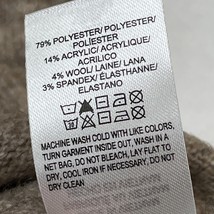 79% POLYESTER/POLYESTER/
POLIESTER
14% ACRYLIC/ACRYLIQUE/
ACRILICO
4% WOOL/LAINE/LANA
3% SPANDEX/ÉLASTHANNE/
ELASTANO
MACHINE WASH COLD WITH LIKE COLORS,
TURN GARMENT INSIDE OUT, WASH IN A
NET BAG, DO NOT BLEACH, LAY FLAT TO
DRY, COOL IRON IF NECESSARY, DO NOT
DRY CLEAN